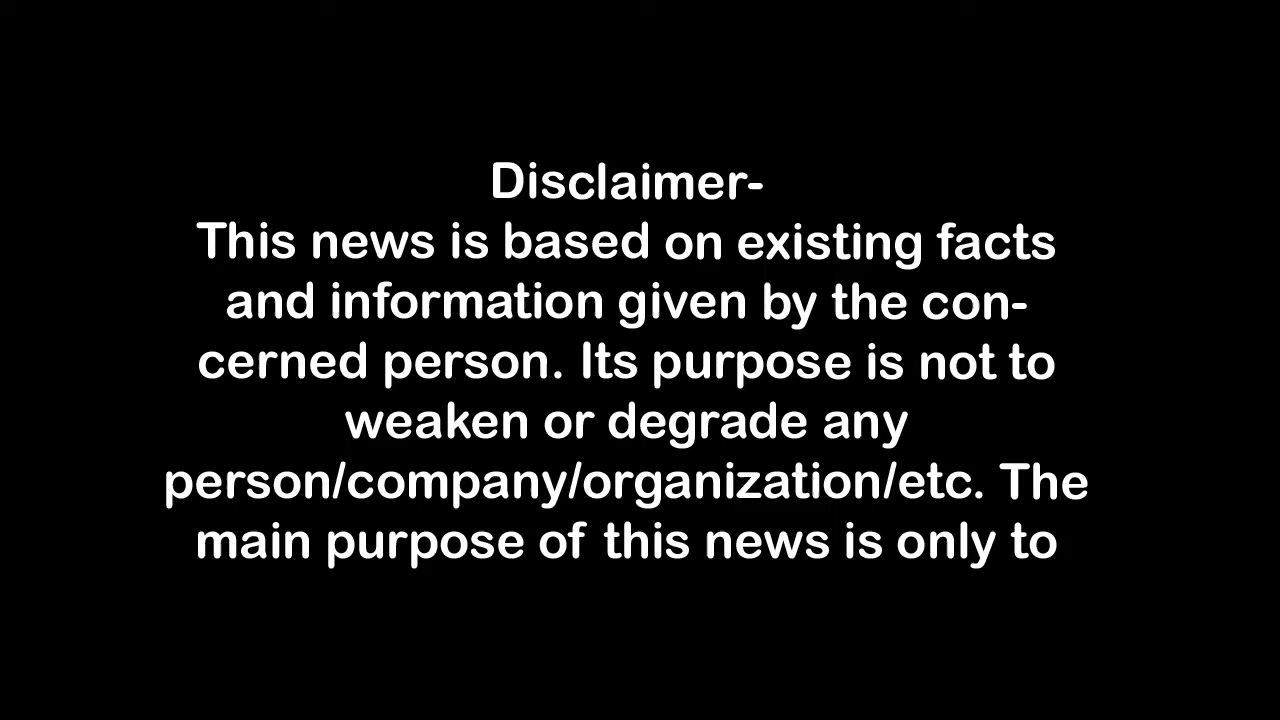 Disclaimer-
This news is based on existing facts
and information given by the con-
cerned person. Its purpose is not to
weaken or degrade any
person/company/organization/etc. The
main purpose of this news is only to